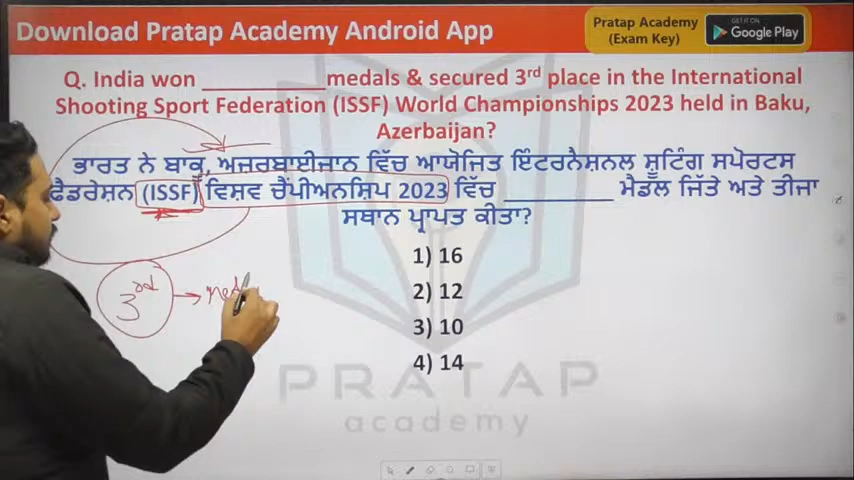 Download Pratap Academy Android App
Pratap Academy
(Exam Key)
GET IT ON
Google Play
Q. India won __________ medals & secured 3rd place in the International
Shooting Sport Federation (ISSF) World Championships 2023 held in Baku,
Azerbaijan?
ਭਾਰਤ ਨੇ ਬਾਕੂ, ਅਜ਼ਰਬਾਈਜਾਨ ਵਿੱਚ ਆਯੋਜਿਤ ਇੰਟਰਨੈਸ਼ਨਲ ਸ਼ੂਟਿੰਗ ਸਪੋਰਟਸ
ਫੈਡਰੇਸ਼ਨ (ISSF) ਵਿਸ਼ਵ ਚੈਂਪੀਅਨਸ਼ਿਪ 2023 ਵਿੱਚ __________ ਮੈਡਲ ਜਿੱਤੇ ਅਤੇ ਤੀਜਾ
ਸਥਾਨ ਪ੍ਰਾਪਤ ਕੀਤਾ?
3rd
1) 16
2) 12
3) 10
4) 14
PRATAP
academy